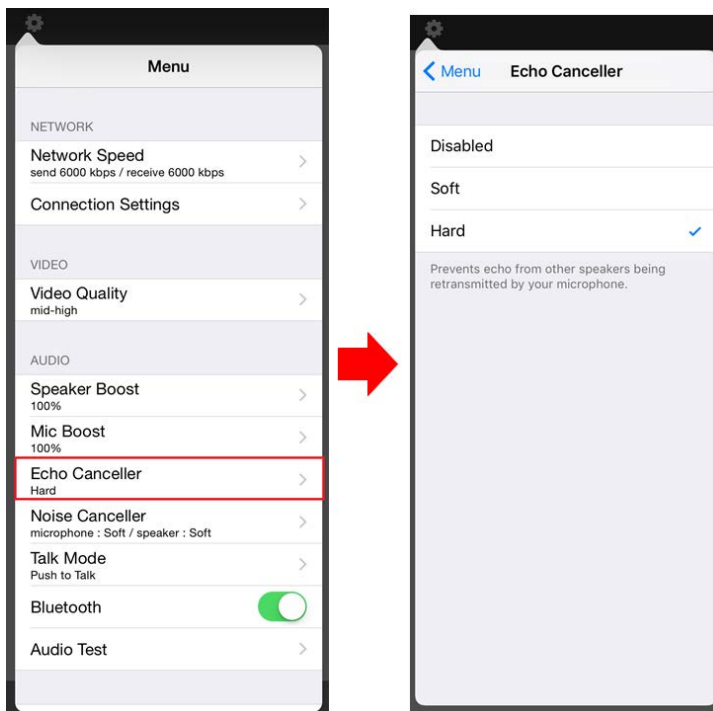 Menu
NETWORK
Network Speed
send 6000 kbps / receive 6000 kbps
Connection Settings
VIDEO
Video Quality
mid-high
AUDIO
Speaker Boost
100%
Mic Boost
100%
Echo Canceller
Hard
Noise Canceller
microphone : Soft / speaker : Soft
Talk Mode
Push to Talk
Bluetooth
Audio Test
Menu Echo Canceller
Disabled
Soft
Hard
Prevents echo from other speakers being
retransmitted by your microphone.